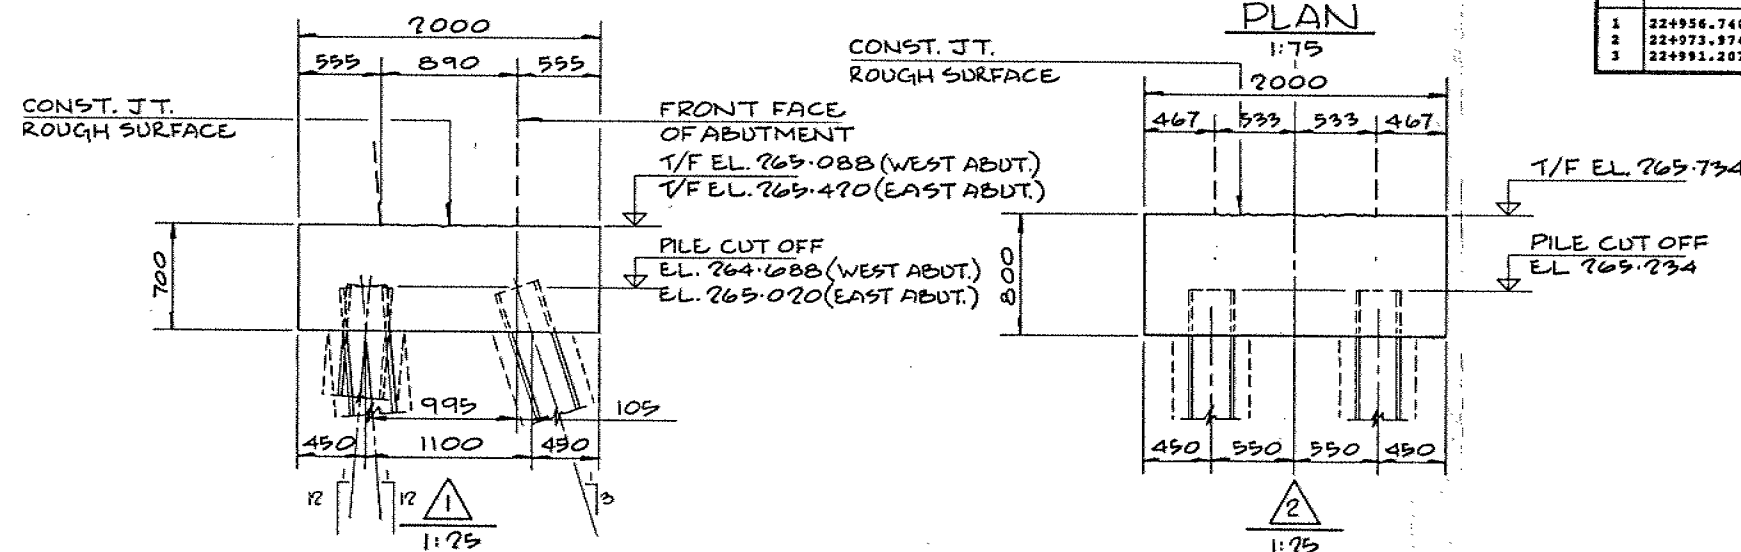 2000
555 890 555
CONST. JT.
ROUGH SURFACE
FRONT FACE
OF ABUTMENT
T/F EL. 265.088 (WEST ABUT.)
T/F EL. 265.420 (EAST ABUT.)
700
PILE CUT OFF
EL. 264.688 (WEST ABUT.)
EL. 265.020 (EAST ABUT.)
995 105
450 1100 450
12 12 3
1
1:25
PLAN
1:75
CONST. JT.
ROUGH SURFACE
2000
467 533 533 467
T/F EL. 265.734
800
PILE CUT OFF
EL 265.234
450 550 550 450
2
1:25
1 22+956.740
2 22+973.974
3 22+991.207